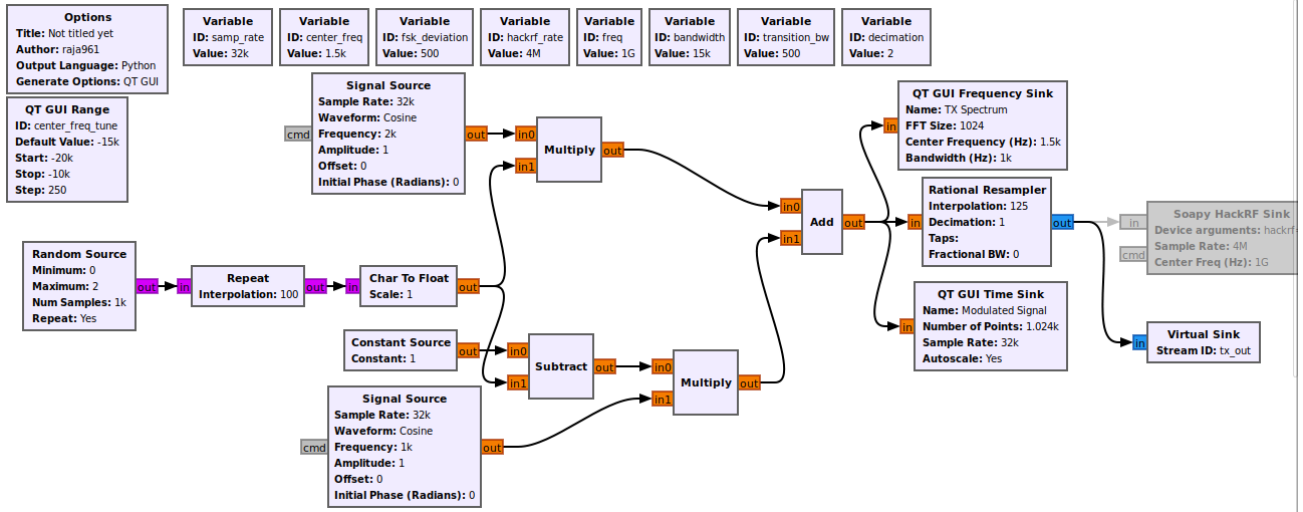 Options
Title: Not titled yet
Author: raja961
Output Language: Python
Generate Options: QT GUI
Variable
ID: samp_rate
Value: 32k
Variable
ID: center_freq
Value: 1.5k
Variable
ID: fsk_deviation
Value: 500
Variable
ID: hackrf_rate
Value: 4M
Variable
ID: freq
Value: 1G
Variable
ID: bandwidth
Value: 15k
Variable
ID: transition_bw
Value: 500
Variable
ID: decimation
Value: 2
QT GUI Range
ID: center_freq_tune
Default Value: -15k
Start: -20k
Stop: -10k
Step: 250
Signal Source
Sample Rate: 32k
Waveform: Cosine
Frequency: 2k
Amplitude: 1
Offset: 0
Initial Phase (Radians): 0
cmd
out
in0
in1
Multiply
out
QT GUI Frequency Sink
Name: TX Spectrum
FFT Size: 1024
Center Frequency (Hz): 1.5k
Bandwidth (Hz): 1k
in
in0
in1
Add
out
Rational Resampler
Interpolation: 125
Decimation: 1
Taps:
Fractional BW: 0
in
out
Soapy HackRF Sink
Device arguments: hackrf
Sample Rate: 4M
Center Freq (Hz): 1G
in
cmd
Random Source
Minimum: 0
Maximum: 2
Num Samples: 1k
Repeat: Yes
out
in
Repeat
Interpolation: 100
out
in
Char To Float
Scale: 1
out
QT GUI Time Sink
Name: Modulated Signal
Number of Points: 1.024k
Sample Rate: 32k
Autoscale: Yes
in
Virtual Sink
Stream ID: tx_out
in
Constant Source
Constant: 1
out
in0
in1
Subtract
out
in0
in1
Multiply
out
Signal Source
Sample Rate: 32k
Waveform: Cosine
Frequency: 1k
Amplitude: 1
Offset: 0
Initial Phase (Radians): 0
cmd
out